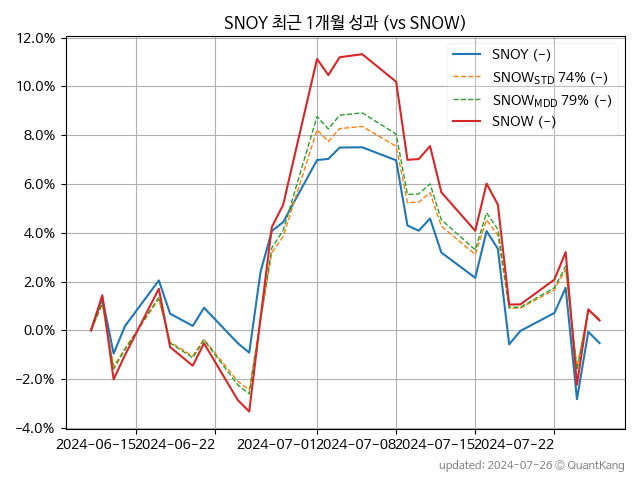 SNOY 최근 1개월 성과 (vs SNOW)
12.0%
10.0%
8.0%
6.0%
4.0%
2.0%
0.0%
−2.0%
−4.0%
SNOY (-)
SNOW_STD 74% (-)
SNOW_MDD 79% (-)
SNOW (-)
2024-06-15 2024-06-22 2024-07-01 2024-07-08 2024-07-15 2024-07-22
updated: 2024-07-26 © QuantKang